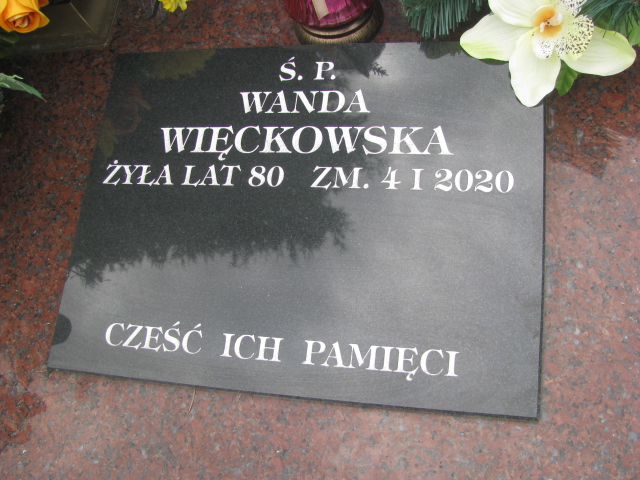 Ś. P.
WANDA
WIĘCKOWSKA
ŻYŁA LAT 80 ZM. 4 I 2020
CZEŚĆ ICH PAMIĘCI